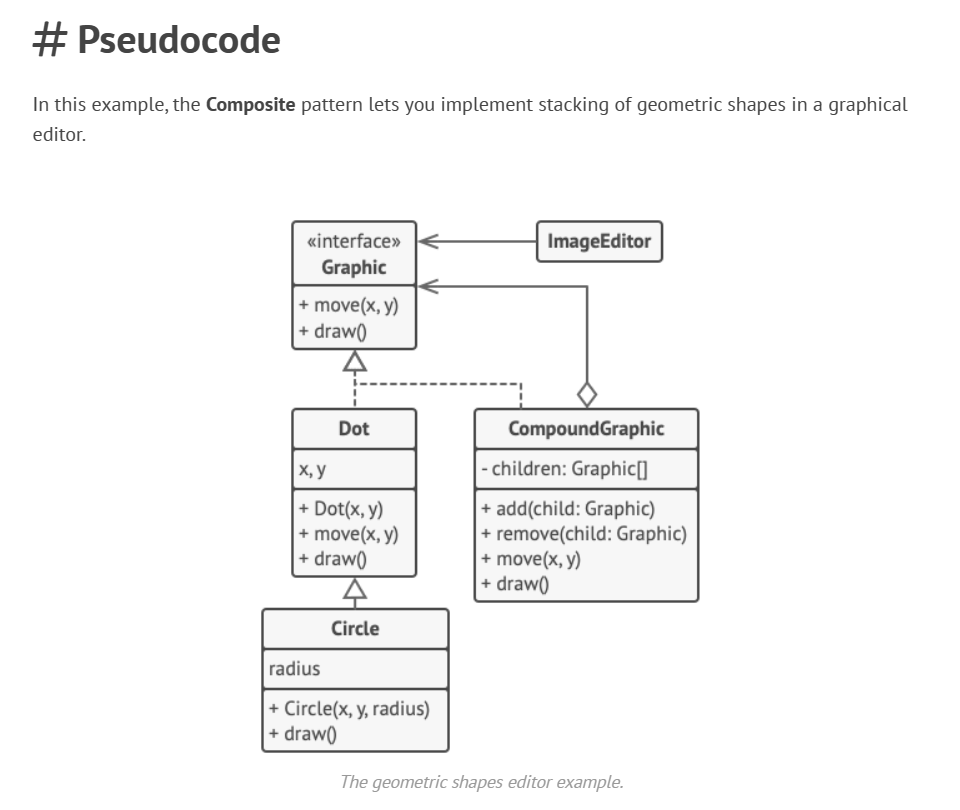 # Pseudocode
In this example, the Composite pattern lets you implement stacking of geometric shapes in a graphical
editor.
«interface»
Graphic
+ move(x, y)
+ draw()
ImageEditor
Dot
x, y
+ Dot(x, y)
+ move(x, y)
+ draw()
CompoundGraphic
- children: Graphic[]
+ add(child: Graphic)
+ remove(child: Graphic)
+ move(x, y)
+ draw()
Circle
radius
+ Circle(x, y, radius)
+ draw()
The geometric shapes editor example.